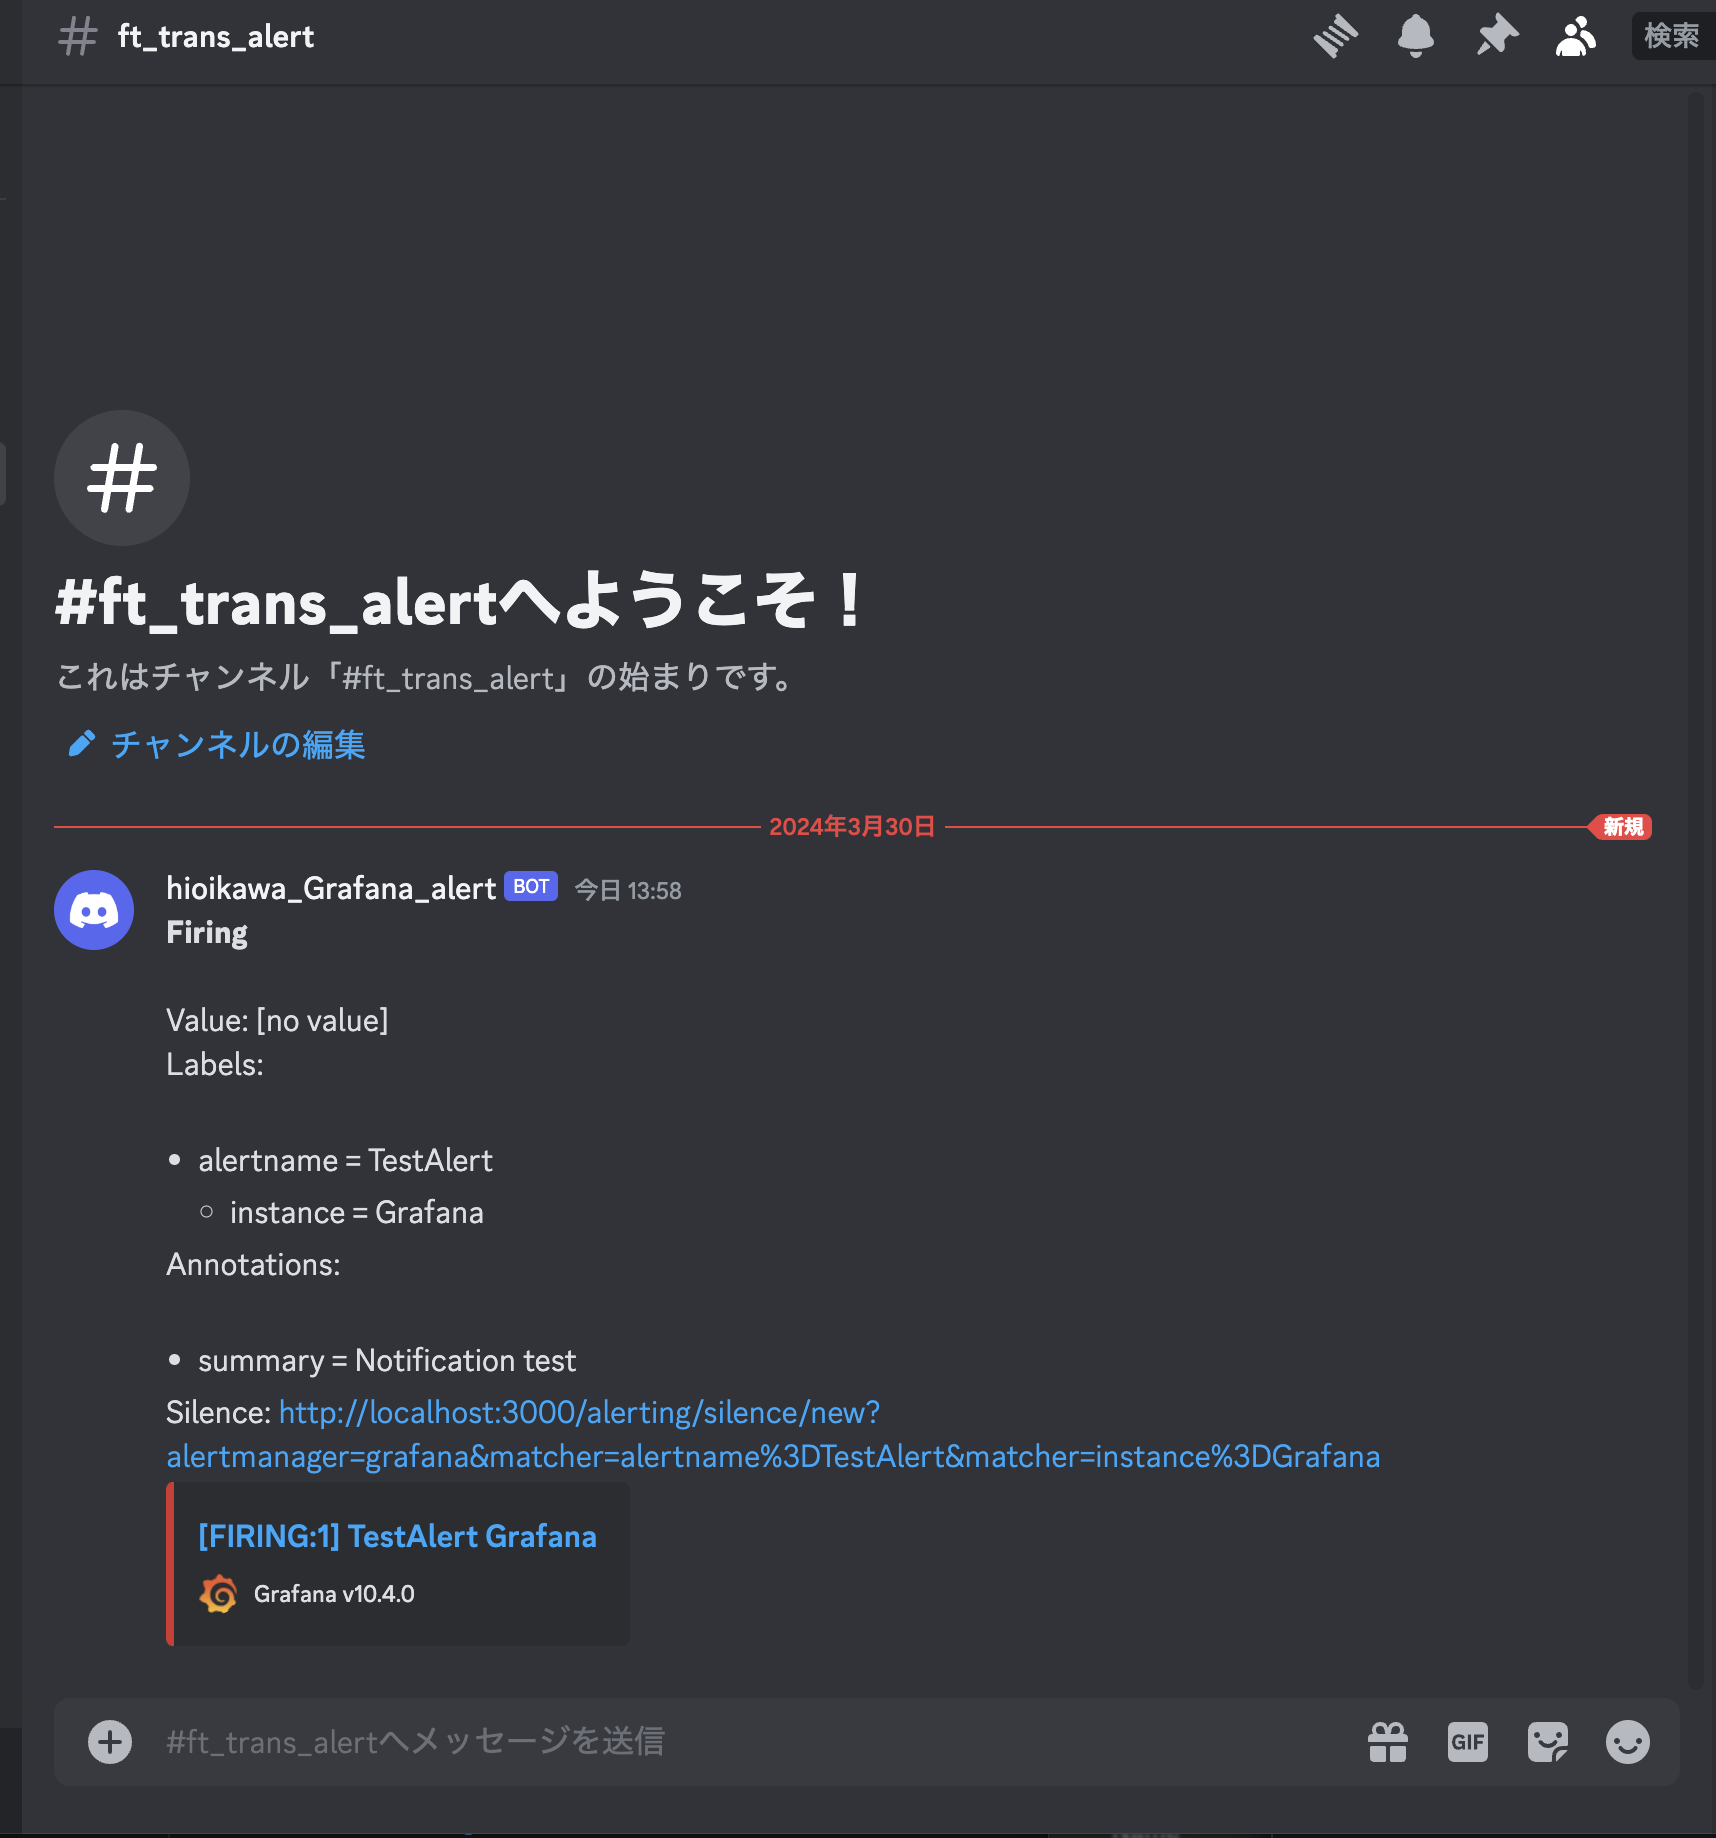 ft_trans_alert
検索
#ft_trans_alertへようこそ！
これはチャンネル「#ft_trans_alert」の始まりです。
チャンネルの編集
2024年3月30日
新規
hioikawa_Grafana_alert BOT 今日 13:58
Firing
Value: [no value]
Labels:
alertname = TestAlert
instance = Grafana
Annotations:
summary = Notification test
Silence: http://localhost:3000/alerting/silence/new?
alertmanager=grafana&matcher=alertname%3DTestAlert&matcher=instance%3DGrafana
[FIRING:1] TestAlert Grafana
Grafana v10.4.0
#ft_trans_alertへメッセージを送信
GIF